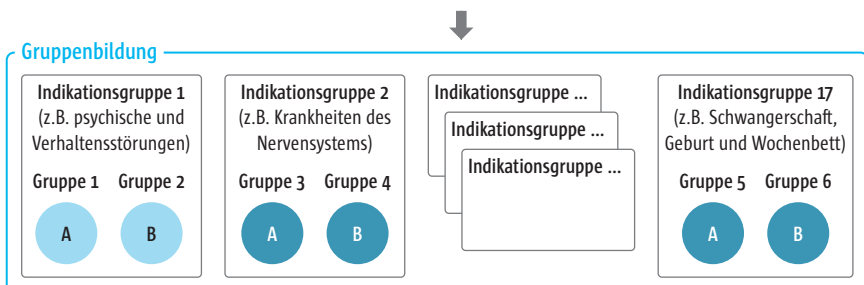 Gruppenbildung
Indikationsgruppe 1
(z.B. psychische und
Verhaltensstörungen)
Gruppe 1 Gruppe 2
A B
Indikationsgruppe 2
(z.B. Krankheiten des
Nervensystems)
Gruppe 3 Gruppe 4
A B
Indikationsgruppe ...
Indikationsgruppe ...
Indikationsgruppe ...
Indikationsgruppe 17
(z.B. Schwangerschaft,
Geburt und Wochenbett)
Gruppe 5 Gruppe 6
A B